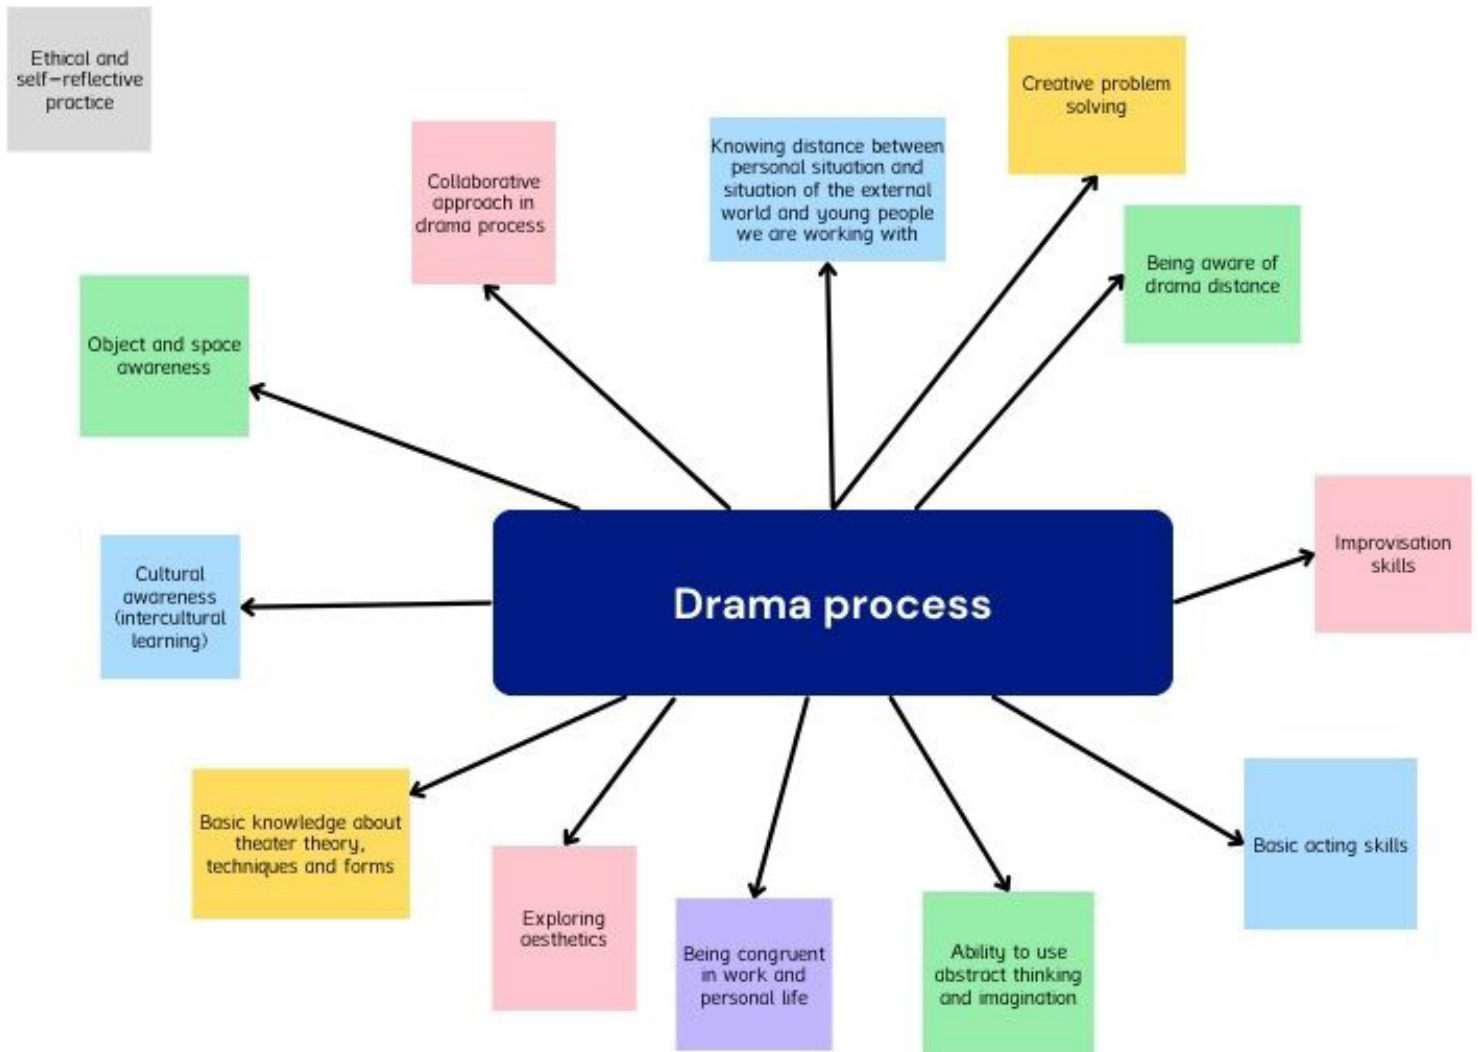 Ethical and
self-reflective
practice
Creative problem
solving
Collaborative
approach in
drama process
Knowing distance between
personal situation and
situation of the external
world and young people
we are working with
Being aware of
drama distance
Object and space
awareness
Improvisation
skills
Cultural
awareness
(intercultural
learning)
Drama process
Basic knowledge about
theater theory,
techniques and forms
Basic acting skills
Exploring
aesthetics
Being congruent
in work and
personal life
Ability to use
abstract thinking
and imagination